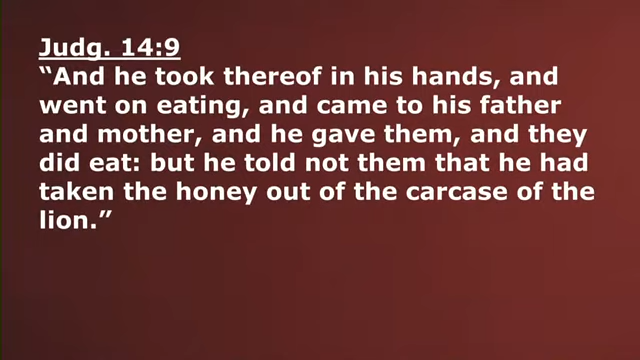 Judg. 14:9
“And he took thereof in his hands, and
went on eating, and came to his father
and mother, and he gave them, and they
did eat: but he told not them that he had
taken the honey out of the carcase of the
lion.”